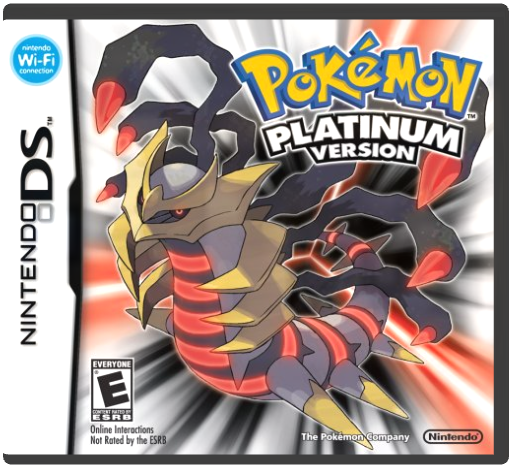 nintendo
Wi-Fi
connection
NINTENDO DS™
POKéMON™
PLATINUM
VERSION
EVERYONE
E
CONTENT RATED BY
ESRB
Online Interactions
Not Rated by the ESRB
The Pokémon Company
Nintendo®